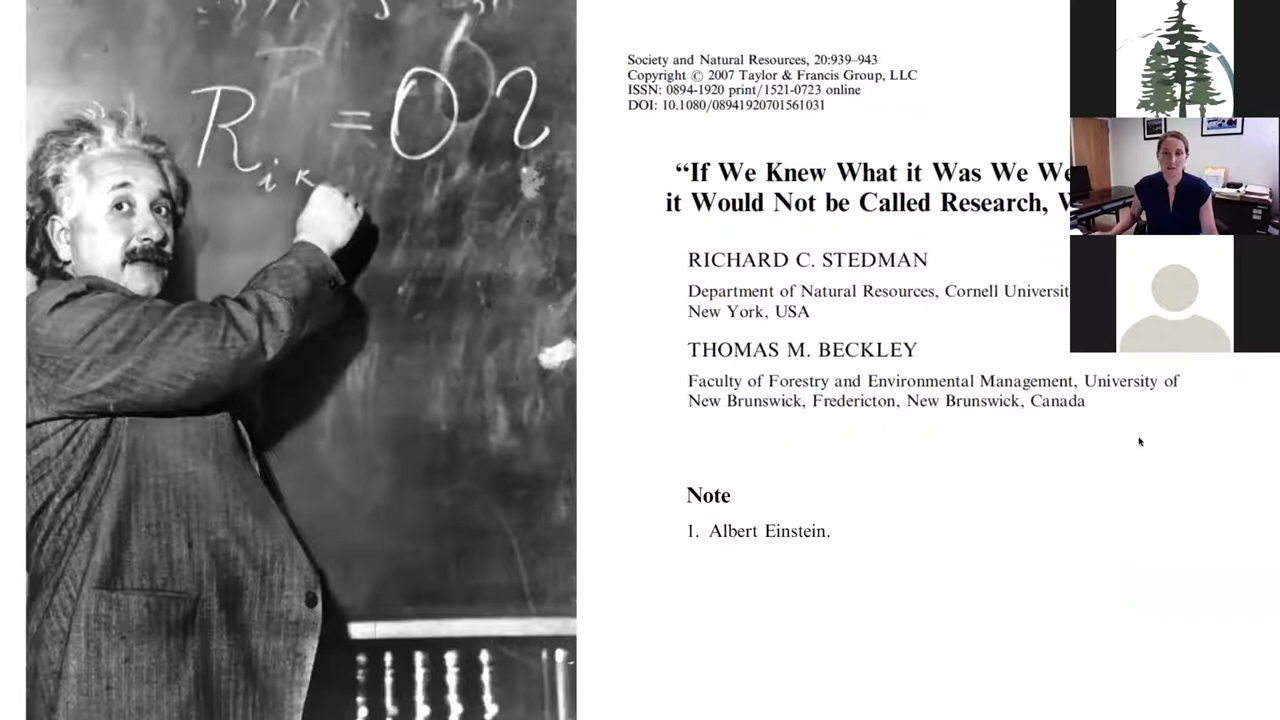 R i κ = 0 ?
Society and Natural Resources, 20:939–943
Copyright © 2007 Taylor & Francis Group, LLC
ISSN: 0894-1920 print/1521-0723 online
DOI: 10.1080/08941920701561031
“If We Knew What it Was We We
it Would Not be Called Research, W
RICHARD C. STEDMAN
Department of Natural Resources, Cornell Universit
New York, USA
THOMAS M. BECKLEY
Faculty of Forestry and Environmental Management, University of
New Brunswick, Fredericton, New Brunswick, Canada
Note
1. Albert Einstein.